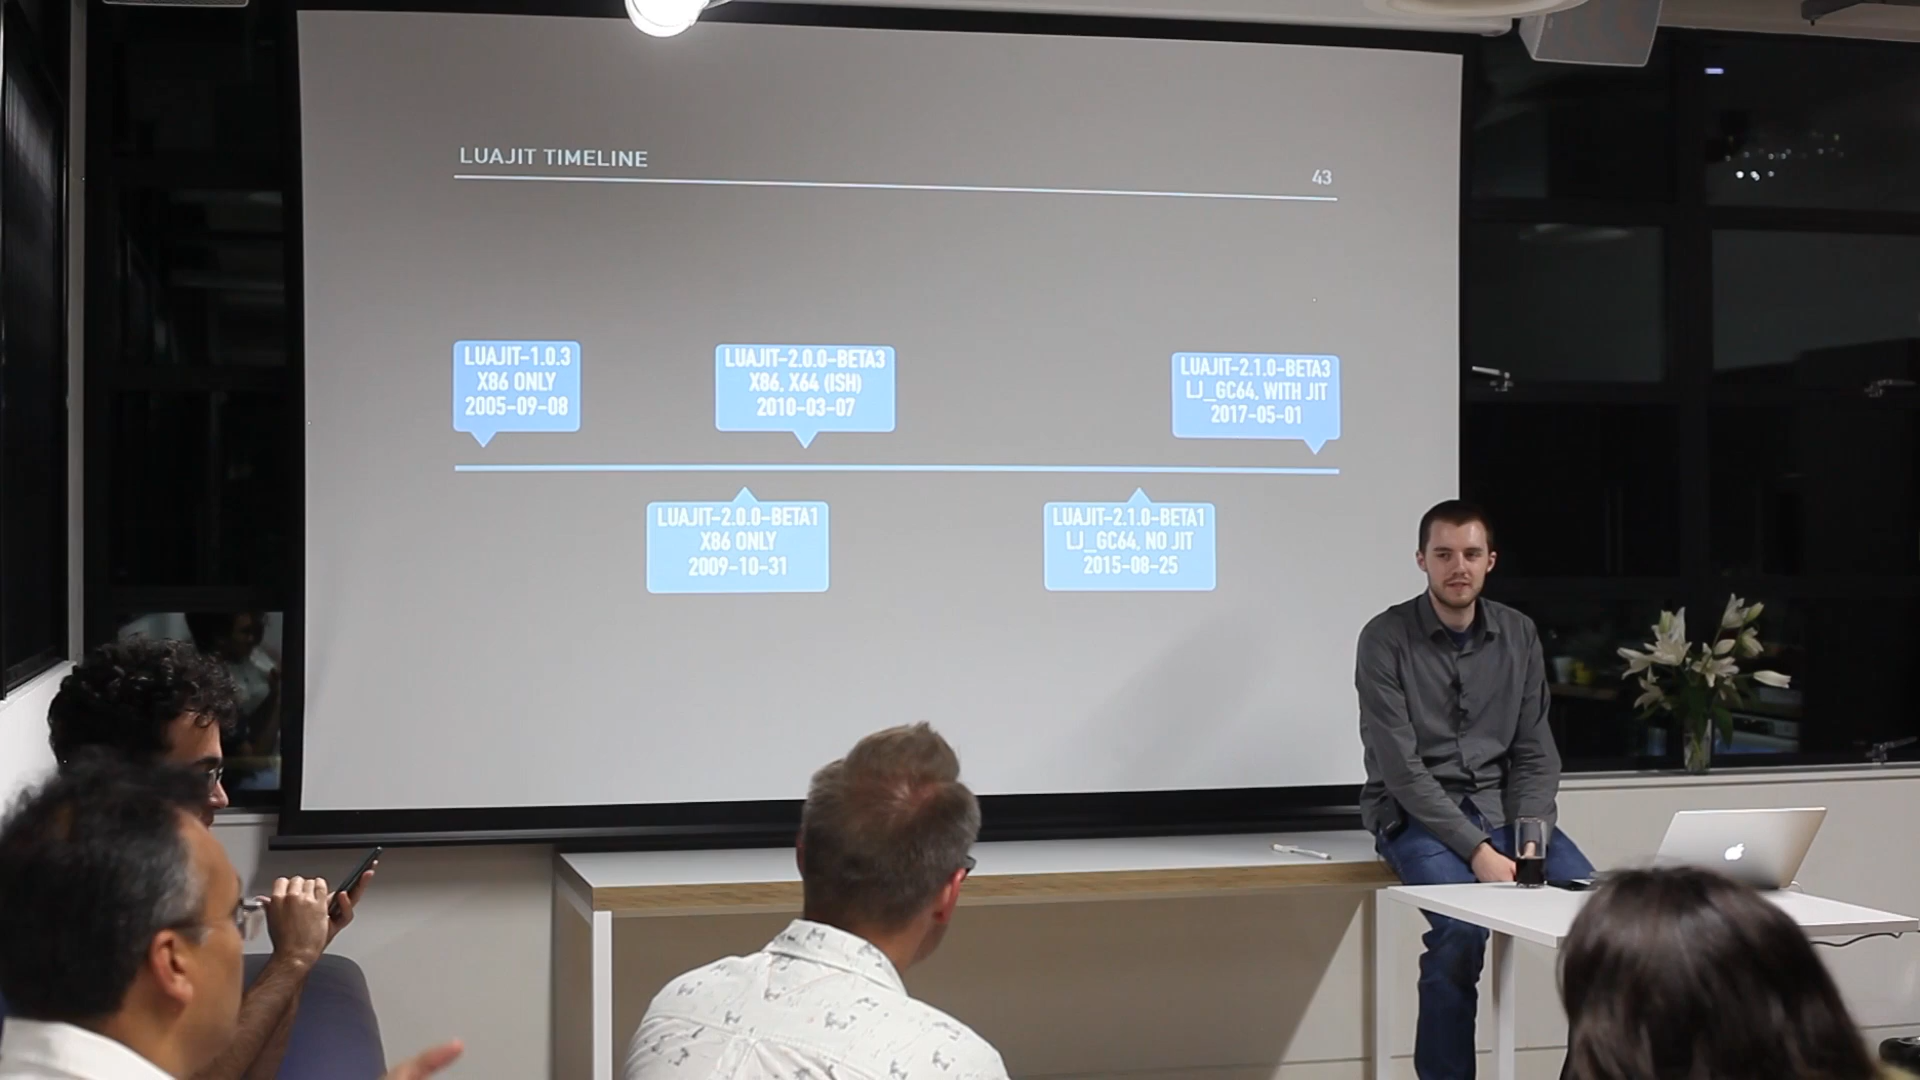 LUAJIT TIMELINE
43
LUAJIT-1.0.3
X86 ONLY
2005-09-08
LUAJIT-2.0.0-BETA3
X86, X64 (ISH)
2010-03-07
LUAJIT-2.1.0-BETA3
LJ_GC64, WITH JIT
2017-05-01
LUAJIT-2.0.0-BETA1
X86 ONLY
2009-10-31
LUAJIT-2.1.0-BETA1
LJ_GC64, NO JIT
2015-08-25